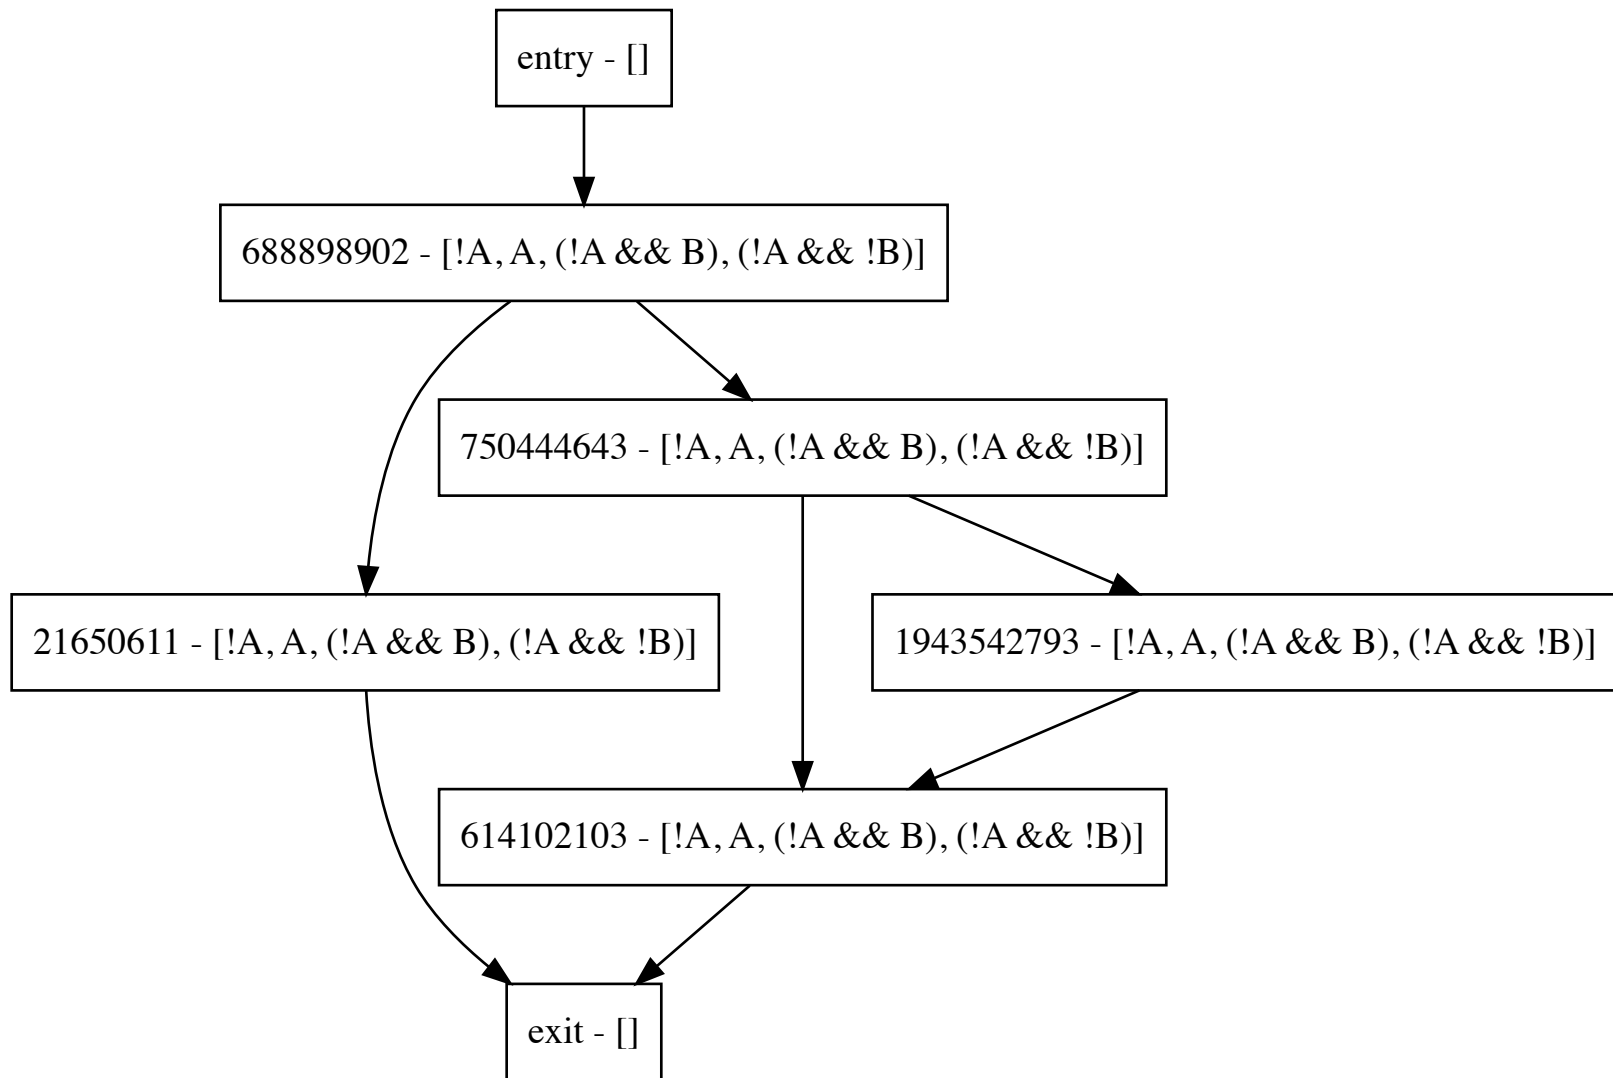 entry - []
688898902 - [!A, A, (!A && B), (!A && !B)]
750444643 - [!A, A, (!A && B), (!A && !B)]
21650611 - [!A, A, (!A && B), (!A && !B)]
1943542793 - [!A, A, (!A && B), (!A && !B)]
614102103 - [!A, A, (!A && B), (!A && !B)]
exit - []